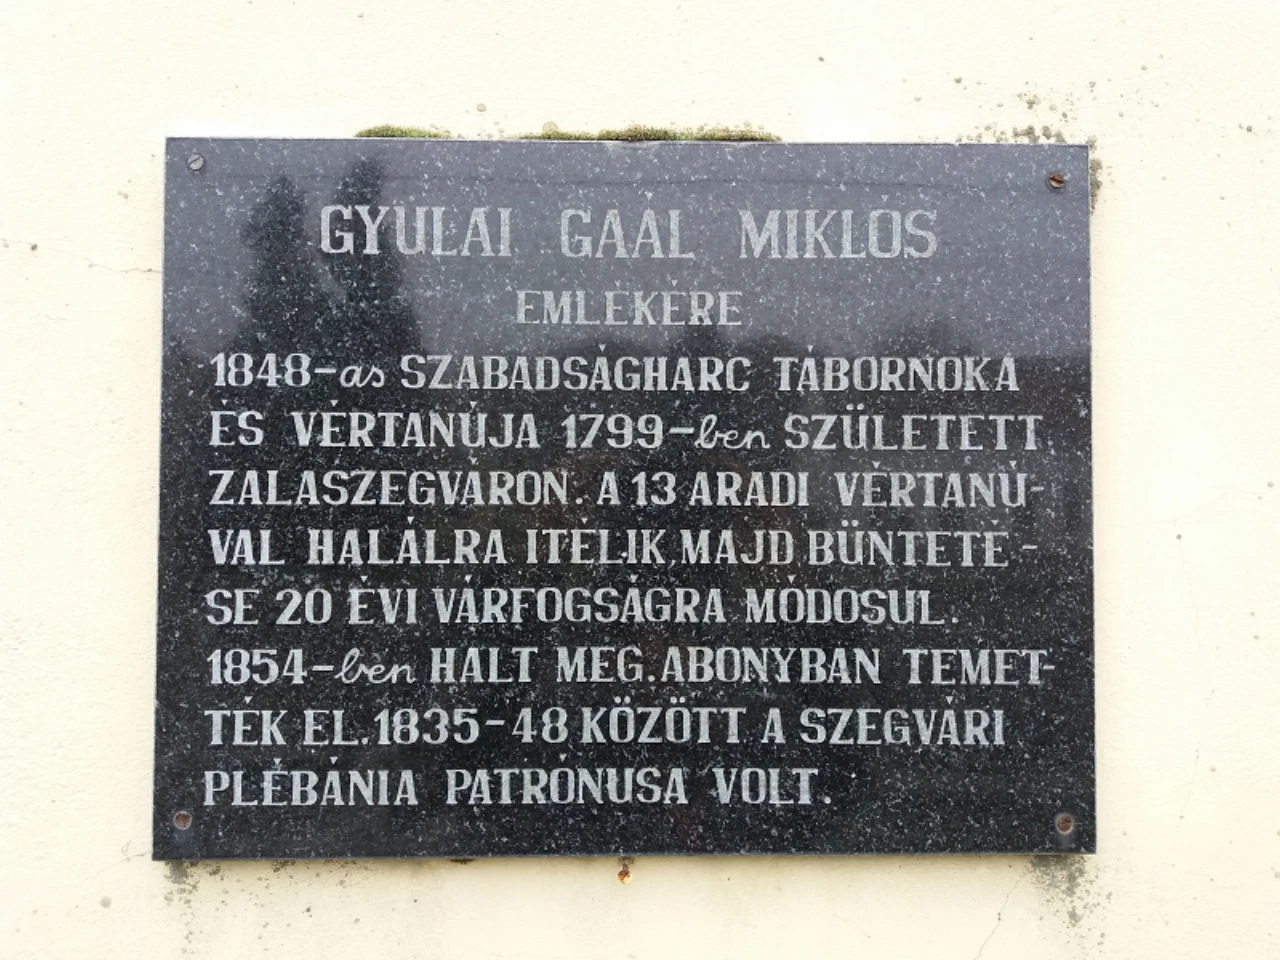 GYULAI GAÁL MIKLÓS
EMLÉKÉRE
1848-as SZABADSÁGHARC TÁBORNOKA
ÉS VÉRTANÚJA 1799-ben SZÜLETETT
ZALASZEGVÁRON. A 13 ARADI VÉRTANÚ-
VAL HALÁLRA ITÉLIK, MAJD BÜNTETÉ-
SE 20 ÉVI VÁRFOGSÁGRA MÓDOSUL.
1854-ben HALT MEG. ABONYBAN TEMET-
TÉK EL. 1835-48 KÖZÖTT A SZEGVÁRI
PLÉBÁNIA PATRÓNUSA VOLT.